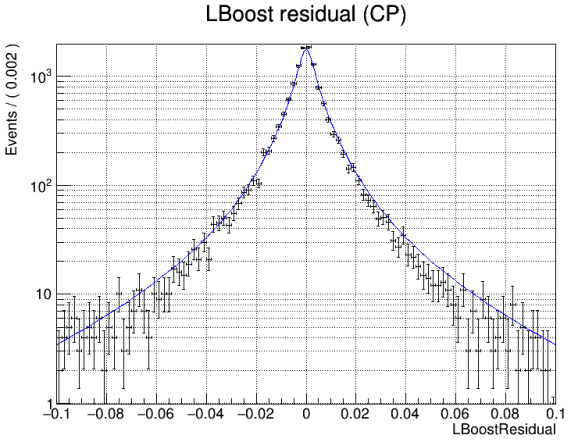 LBoost residual (CP)
Events / ( 0.002 )
10³
10²
10
1
−0.1 −0.08 −0.06 −0.04 −0.02 0 0.02 0.04 0.06 0.08 0.1
LBoostResidual